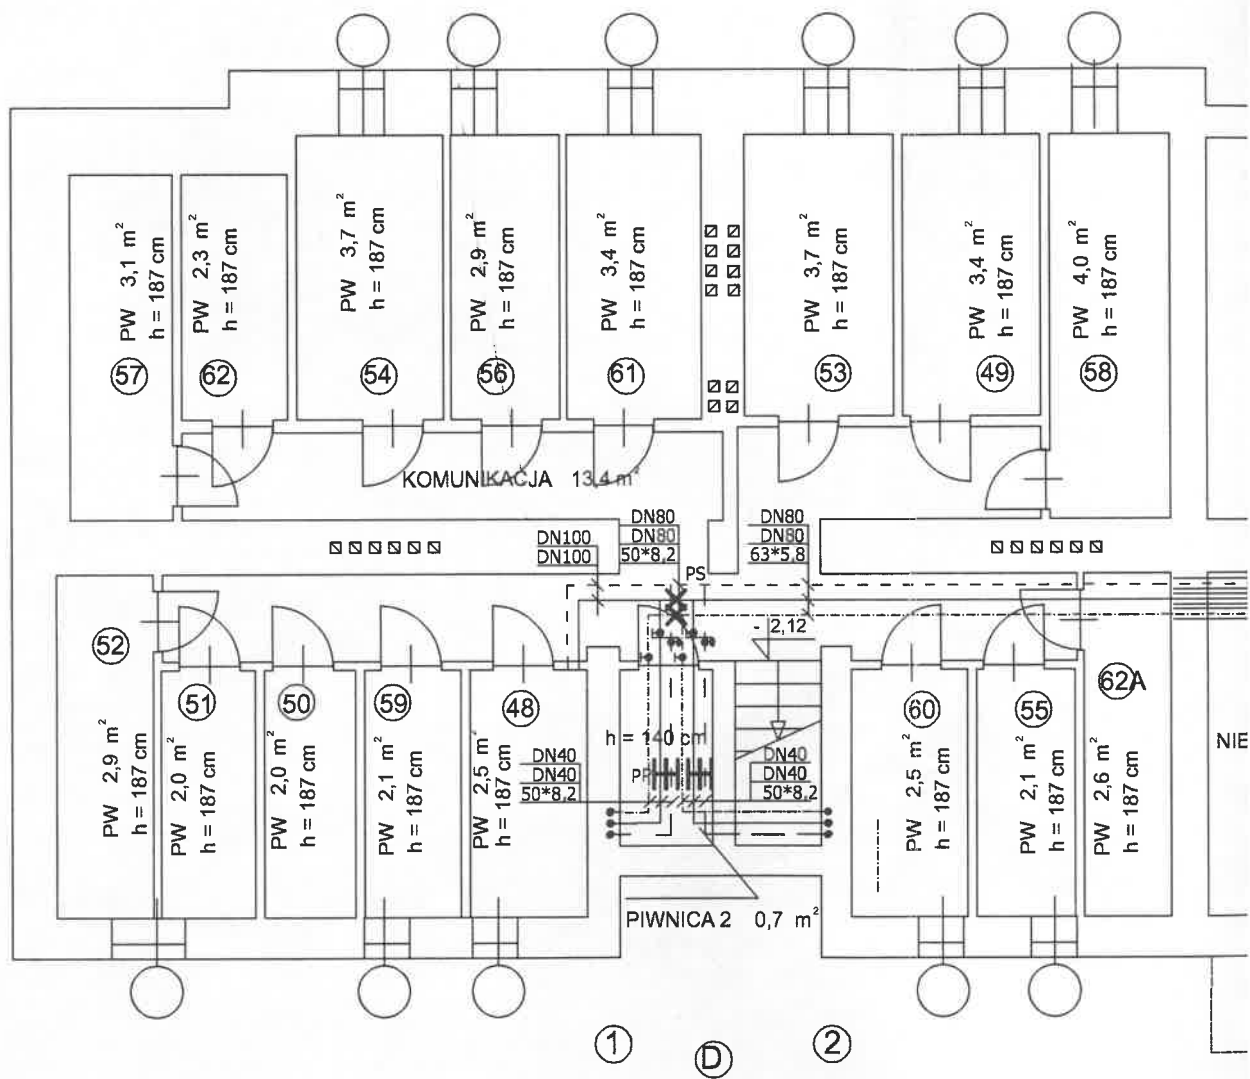 PW 3,1 m²
h = 187 cm
57
PW 2,3 m²
h = 187 cm
62
PW 3,7 m²
h = 187 cm
54
PW 2,9 m²
h = 187 cm
56
PW 3,4 m²
h = 187 cm
61
PW 3,7 m²
h = 187 cm
53
PW 3,4 m²
h = 187 cm
49
PW 4,0 m²
h = 187 cm
58
KOMUNIKACJA 13,4 m²
DN100
DN100
DN80
DN80
50*8,2
DN80
DN80
63*5,8
PS
- 2,12
52
PW 2,9 m²
h = 187 cm
51
PW 2,0 m²
h = 187 cm
50
PW 2,0 m²
h = 187 cm
59
PW 2,1 m²
h = 187 cm
48
PW 2,5 m²
h = 187 cm
DN40
DN40
50*8,2
h = 140 cm
DN40
DN40
50*8,2
60
PW 2,5 m²
h = 187 cm
55
PW 2,1 m²
h = 187 cm
62A
PW 2,6 m²
h = 187 cm
NIE
PIWNICA 2 0,7 m²
1
D
2